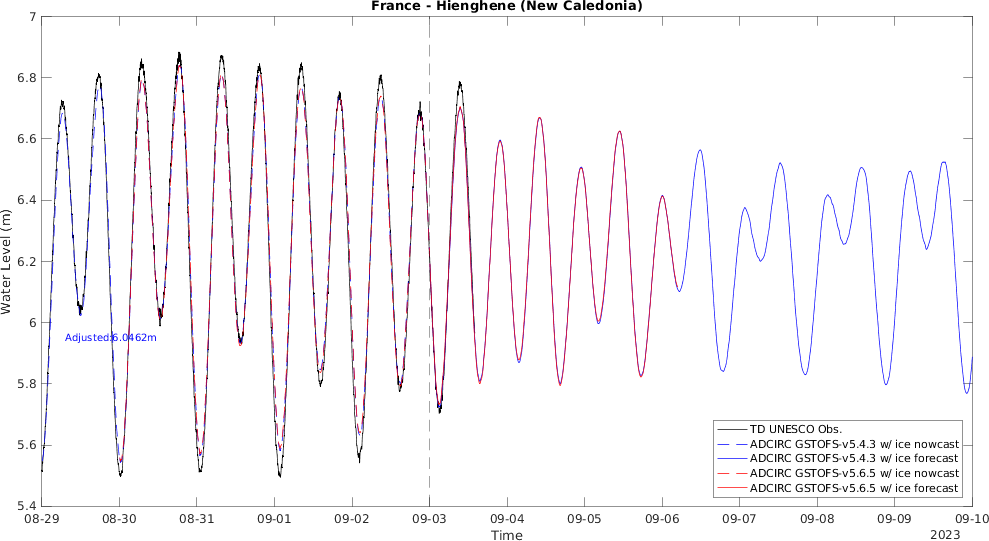 France - Hienghene (New Caledonia)
7
6.8
6.6
6.4
6.2
6
5.8
5.6
5.4
Water Level (m)
Adjusted:6.0462m
TD UNESCO Obs.
ADCIRC GSTOFS-v5.4.3 w/ ice nowcast
ADCIRC GSTOFS-v5.4.3 w/ ice forecast
ADCIRC GSTOFS-v5.6.5 w/ ice nowcast
ADCIRC GSTOFS-v5.6.5 w/ ice forecast
08-29 08-30 08-31 09-01 09-02 09-03 09-04 09-05 09-06 09-07 09-08 09-09 09-10
Time
2023